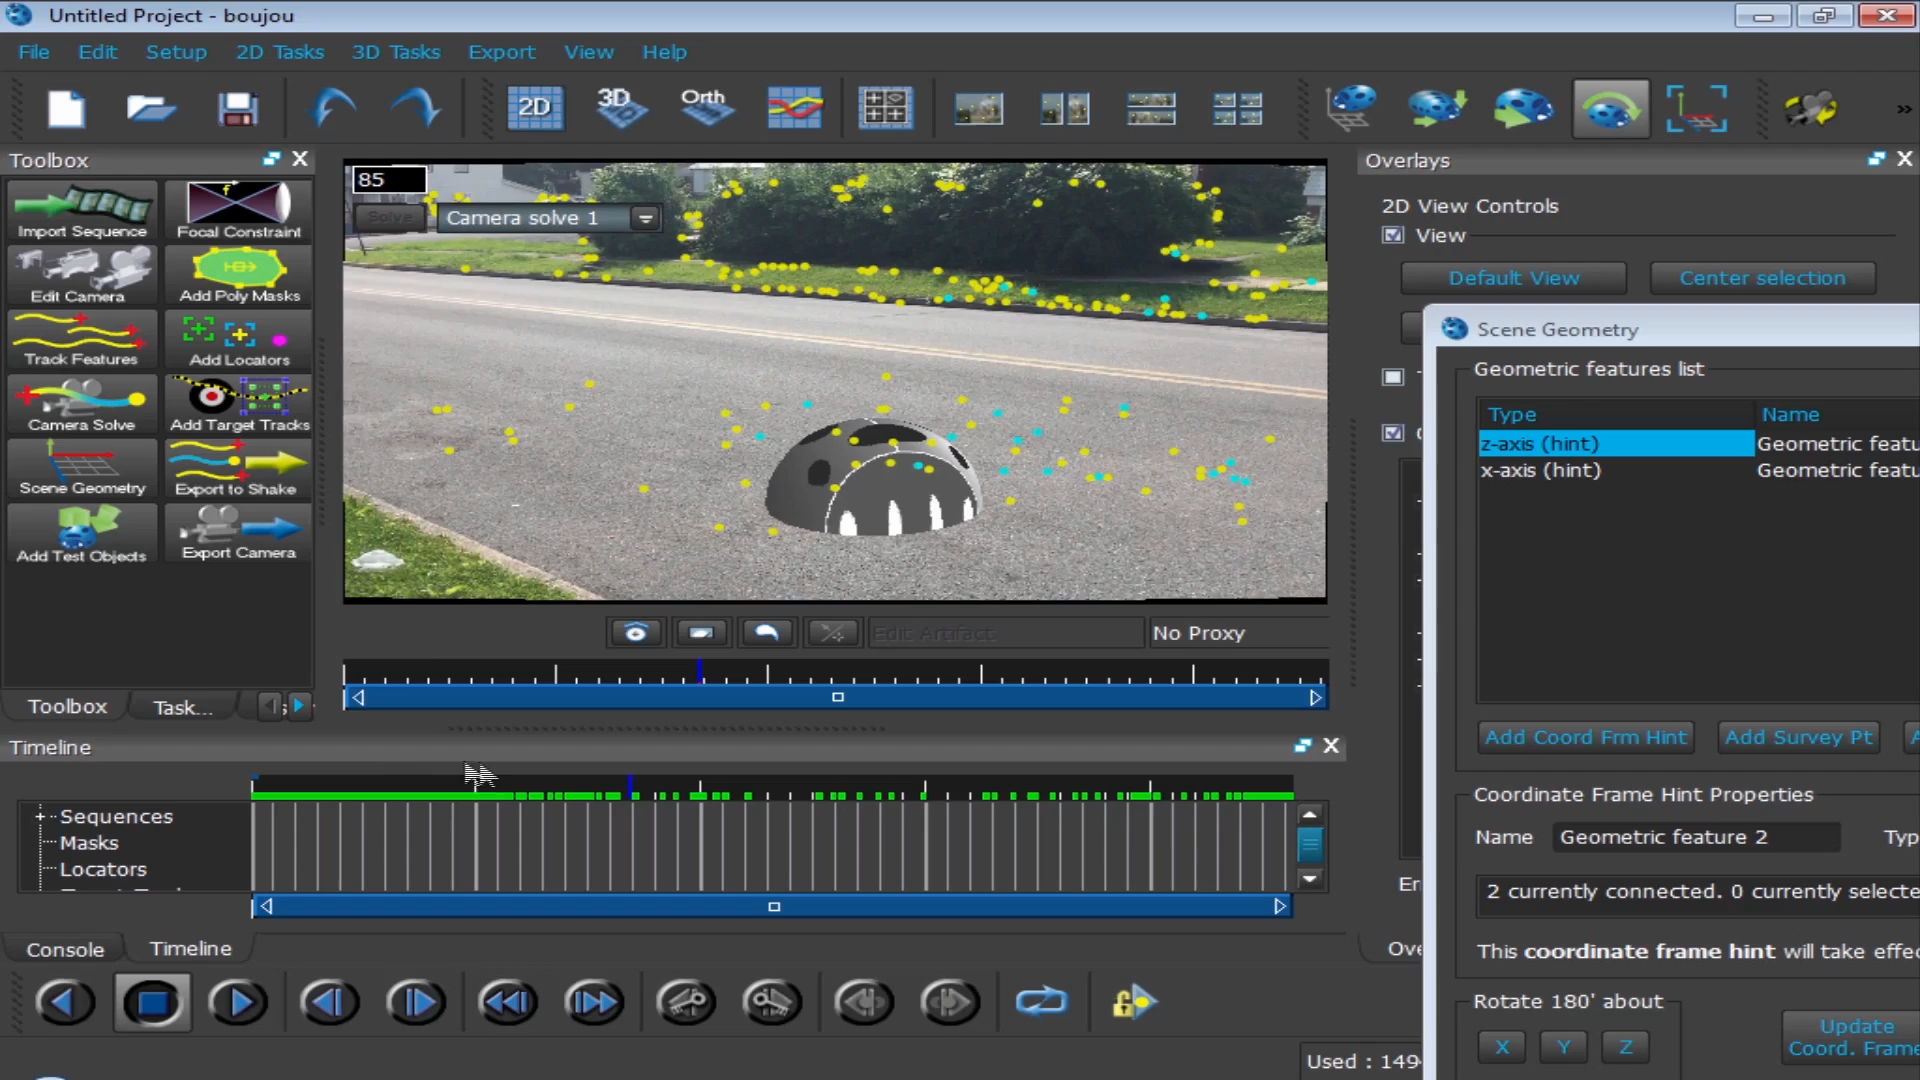 Untitled Project - boujou
File Edit Setup 2D Tasks 3D Tasks Export View Help
2D 3D Orth
»
Toolbox
Import Sequence
Focal Constraint
Edit Camera
Add Poly Masks
Track Features
Add Locators
Camera Solve
Add Target Tracks
Scene Geometry
Export to Shake
Add Test Objects
Export Camera
Toolbox
Task...
85
Solve
Camera solve 1
Edit Artifact:
No Proxy
Overlays
2D View Controls
View
Default View
Center selection
Scene Geometry
Geometric features list
Type Name
z-axis (hint) Geometric featu
x-axis (hint) Geometric featu
Add Coord Frm Hint
Add Survey Pt
Coordinate Frame Hint Properties
Name Geometric feature 2 Typ
2 currently connected. 0 currently selecte
This coordinate frame hint will take effec
Rotate 180' about
X Y Z
Update
Coord. Frame
Timeline
Sequences
Masks
Locators
Console
Timeline
Er
Ove
Used : 149